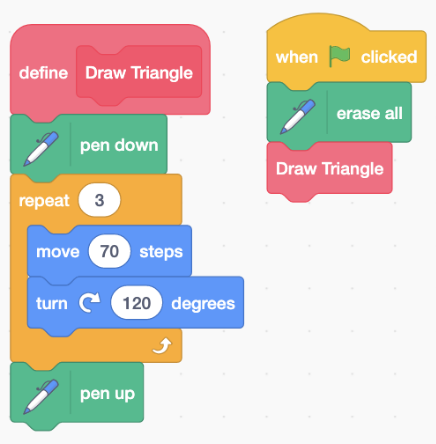 define Draw Triangle
pen down
repeat 3
move 70 steps
turn 120 degrees
pen up
when clicked
erase all
Draw Triangle